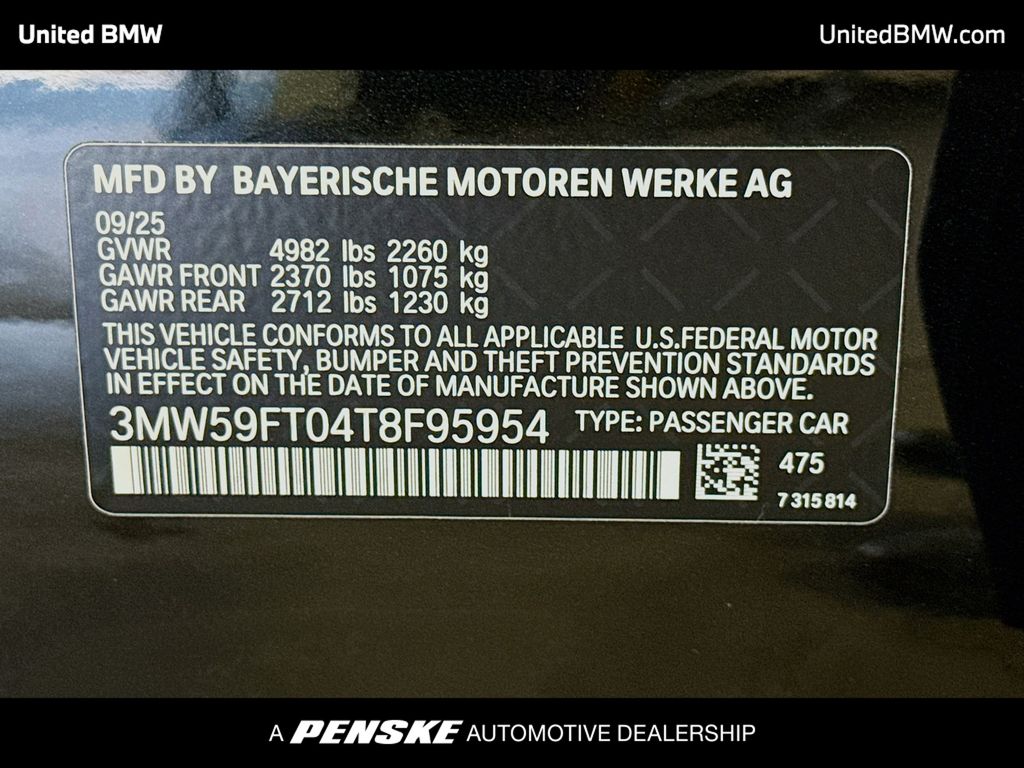 United BMW
UnitedBMW.com
MFD BY BAYERISCHE MOTOREN WERKE AG
09/25
GVWR 4982 lbs 2260 kg
GAWR FRONT 2370 lbs 1075 kg
GAWR REAR 2712 lbs 1230 kg
THIS VEHICLE CONFORMS TO ALL APPLICABLE U.S.FEDERAL MOTOR
VEHICLE SAFETY, BUMPER AND THEFT PREVENTION STANDARDS
IN EFFECT ON THE DATE OF MANUFACTURE SHOWN ABOVE.
3MW59FT04T8F95954 TYPE: PASSENGER CAR
475
7 315 814
A PENSKE AUTOMOTIVE DEALERSHIP